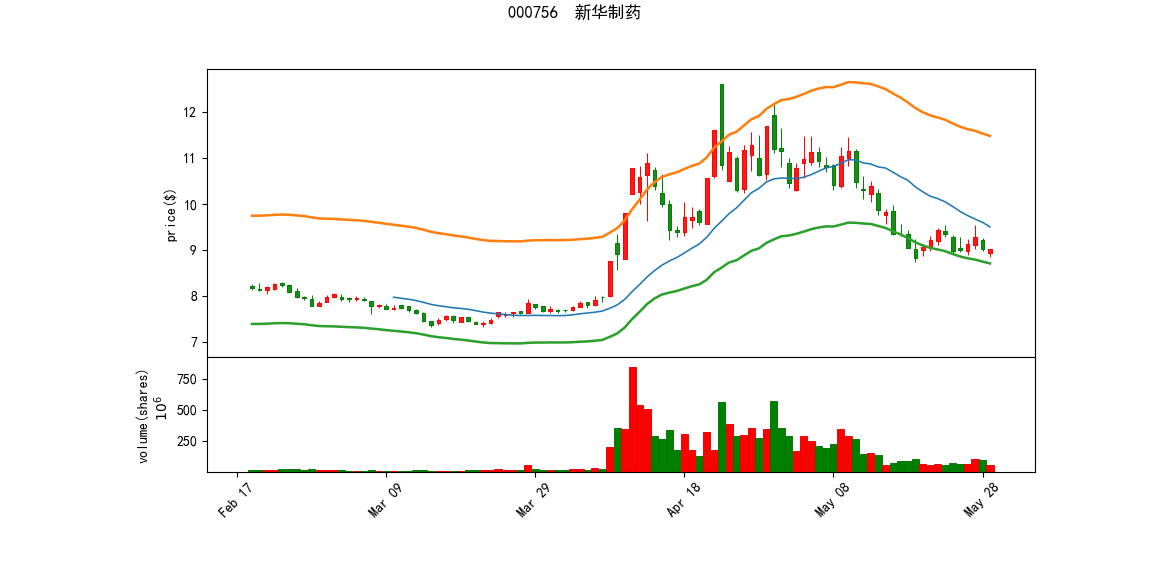 000756  新华制药
price($)
12
11
10
9
8
7
volume(shares)
10^6
750
500
250
Feb 17
Mar 09
Mar 29
Apr 18
May 08
May 28